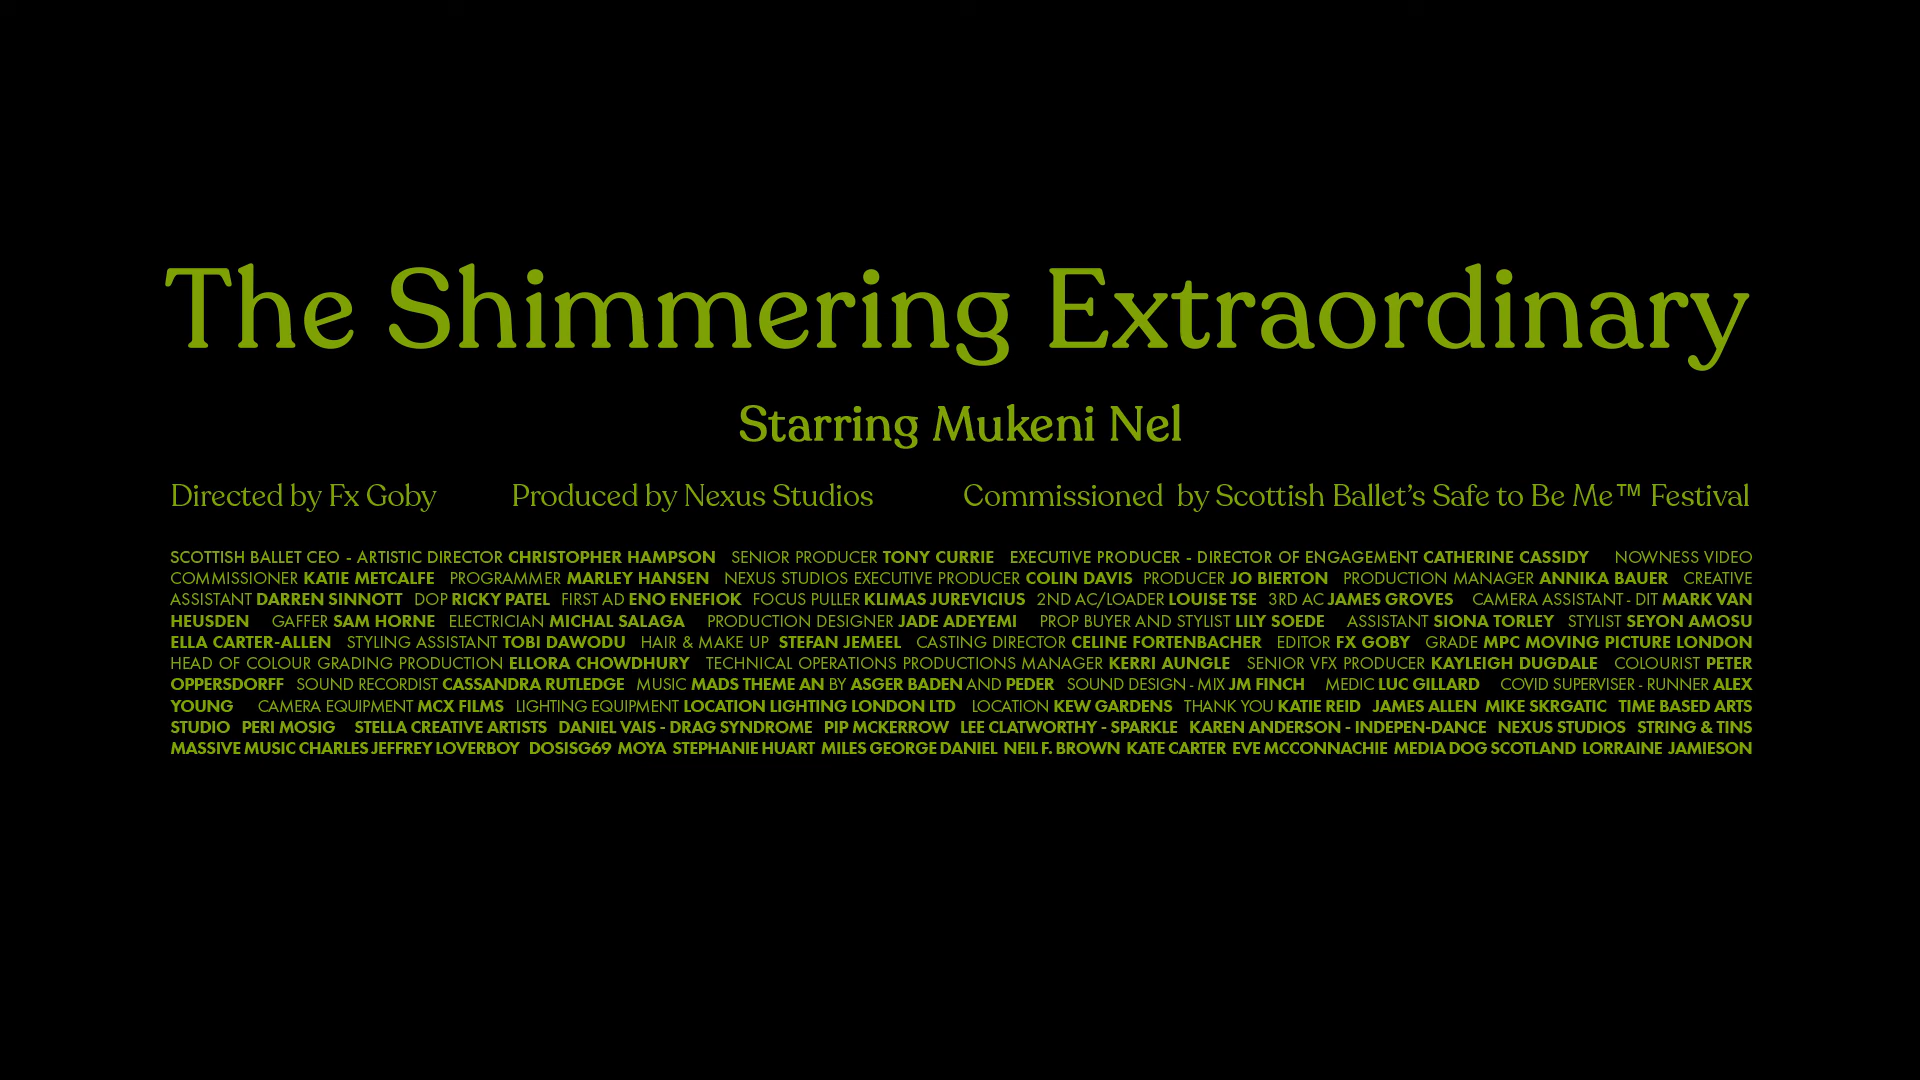 The Shimmering Extraordinary
Starring Mukeni Nel
Directed by Fx Goby Produced by Nexus Studios Commissioned by Scottish Ballet’s Safe to Be Me™ Festival
SCOTTISH BALLET CEO - ARTISTIC DIRECTOR CHRISTOPHER HAMPSON SENIOR PRODUCER TONY CURRIE EXECUTIVE PRODUCER - DIRECTOR OF ENGAGEMENT CATHERINE CASSIDY NOWNESS VIDEO
COMMISSIONER KATIE METCALFE PROGRAMMER MARLEY HANSEN NEXUS STUDIOS EXECUTIVE PRODUCER COLIN DAVIS PRODUCER JO BIERTON PRODUCTION MANAGER ANNIKA BAUER CREATIVE
ASSISTANT DARREN SINNOTT DOP RICKY PATEL FIRST AD ENO ENEFIOK FOCUS PULLER KLIMAS JUREVICIUS 2ND AC/LOADER LOUISE TSE 3RD AC JAMES GROVES CAMERA ASSISTANT - DIT MARK VAN
HEUSDEN GAFFER SAM HORNE ELECTRICIAN MICHAL SALAGA PRODUCTION DESIGNER JADE ADEYEMI PROP BUYER AND STYLIST LILY SOEDE ASSISTANT SIONA TORLEY STYLIST SEYON AMOSU
ELLA CARTER-ALLEN STYLING ASSISTANT TOBI DAWODU HAIR & MAKE UP STEFAN JEMEEL CASTING DIRECTOR CELINE FORTENBACHER EDITOR FX GOBY GRADE MPC MOVING PICTURE LONDON
HEAD OF COLOUR GRADING PRODUCTION ELLORA CHOWDHURY TECHNICAL OPERATIONS PRODUCTIONS MANAGER KERRI AUNGLE SENIOR VFX PRODUCER KAYLEIGH DUGDALE COLOURIST PETER
OPPERSDORFF SOUND RECORDIST CASSANDRA RUTLEDGE MUSIC MADS THEME AN BY ASGER BADEN AND PEDER SOUND DESIGN - MIX JM FINCH MEDIC LUC GILLARD COVID SUPERVISER - RUNNER ALEX
YOUNG CAMERA EQUIPMENT MCX FILMS LIGHTING EQUIPMENT LOCATION LIGHTING LONDON LTD LOCATION KEW GARDENS THANK YOU KATIE REID JAMES ALLEN MIKE SKRGATIC TIME BASED ARTS
STUDIO PERI MOSIG STELLA CREATIVE ARTISTS DANIEL VAIS - DRAG SYNDROME PIP MCKERROW LEE CLATWORTHY - SPARKLE KAREN ANDERSON - INDEPEN-DANCE NEXUS STUDIOS STRING & TINS
MASSIVE MUSIC CHARLES JEFFREY LOVERBOY DOSISG69 MOYA STEPHANIE HUART MILES GEORGE DANIEL NEIL F. BROWN KATE CARTER EVE MCCONNACHIE MEDIA DOG SCOTLAND LORRAINE JAMIESON